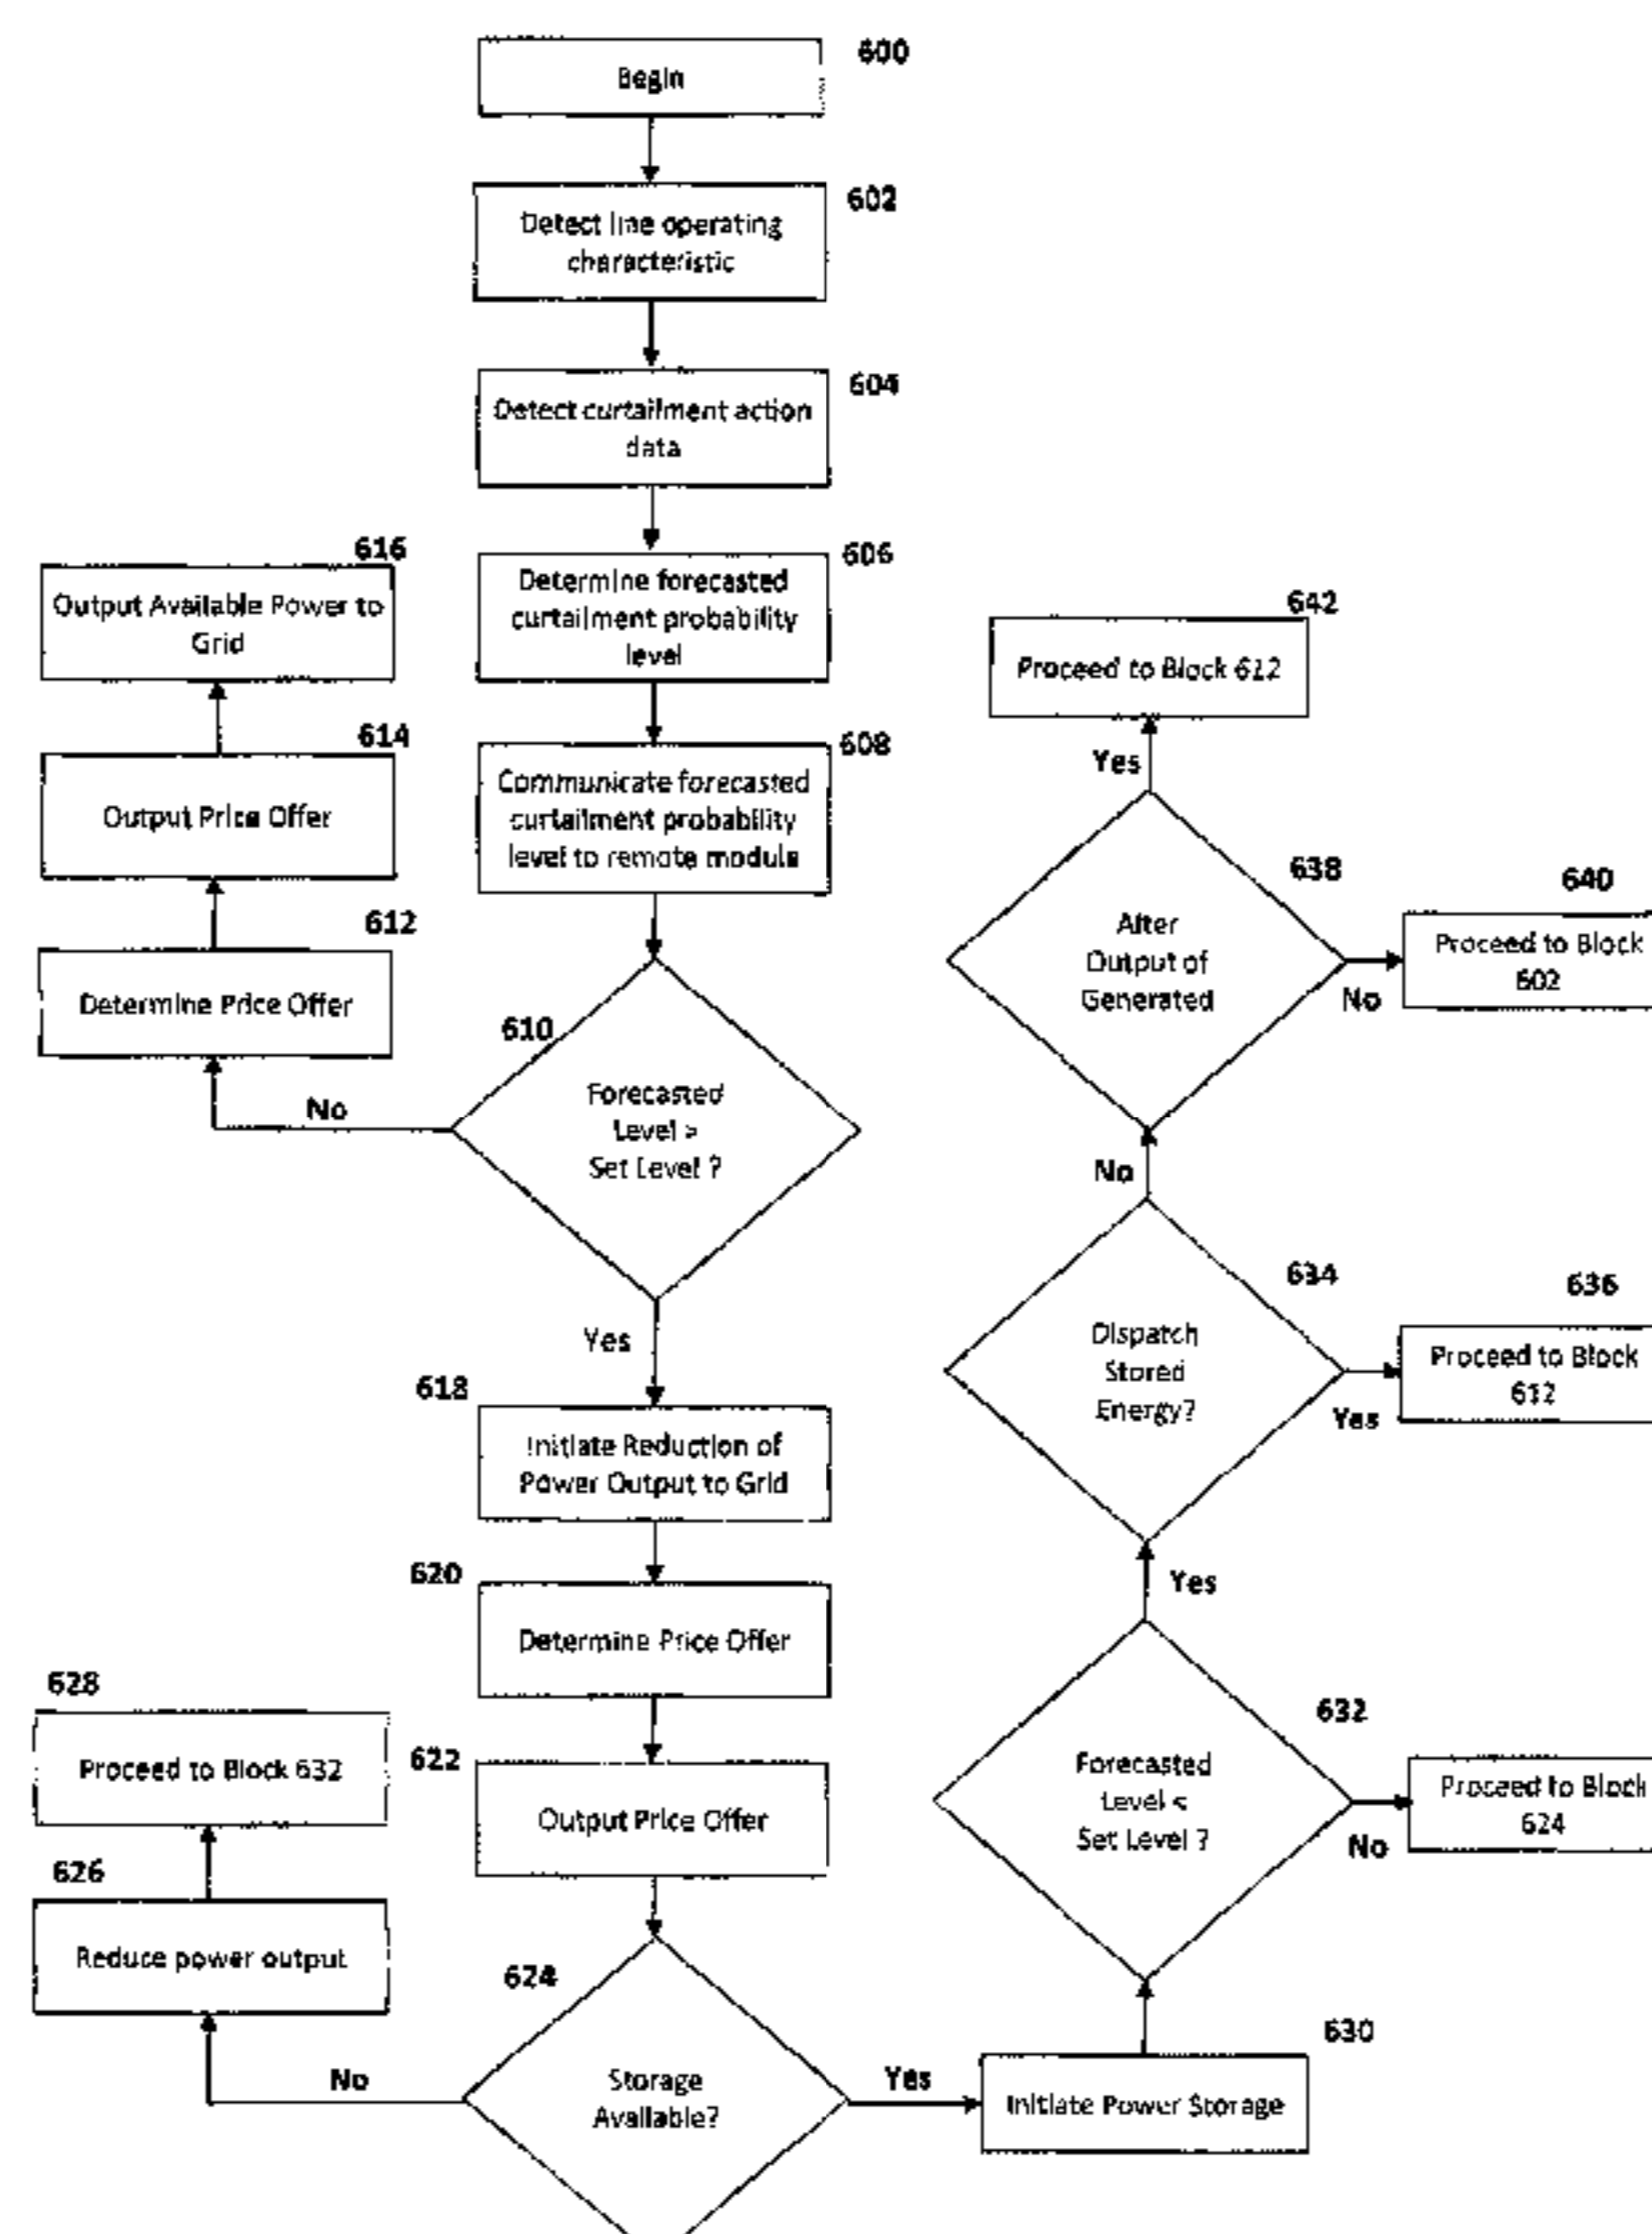 600
Begin
602
Detect line operating
characteristic
604
Detect curtailment action
data
606
Determine forecasted
curtailment probability
level
608
Communicate forecasted
curtailment probability
level to remote module
610
Forecasted
Level >
Set Level ?
No
612
Determine Price Offer
614
Output Price Offer
616
Output Available Power to
Grid
Yes
618
Initiate Reduction of
Power Output to Grid
620
Determine Price Offer
622
Output Price Offer
624
Storage
Available?
No
626
Reduce power output
628
Proceed to Block 632
Yes
630
Initiate Power Storage
632
Forecasted
Level <
Set Level ?
No
Proceed to Block
624
Yes
634
Dispatch
Stored
Energy?
Yes
636
Proceed to Block
612
No
638
Alter
Output of
Generated
No
640
Proceed to Block
602
Yes
642
Proceed to Block 612